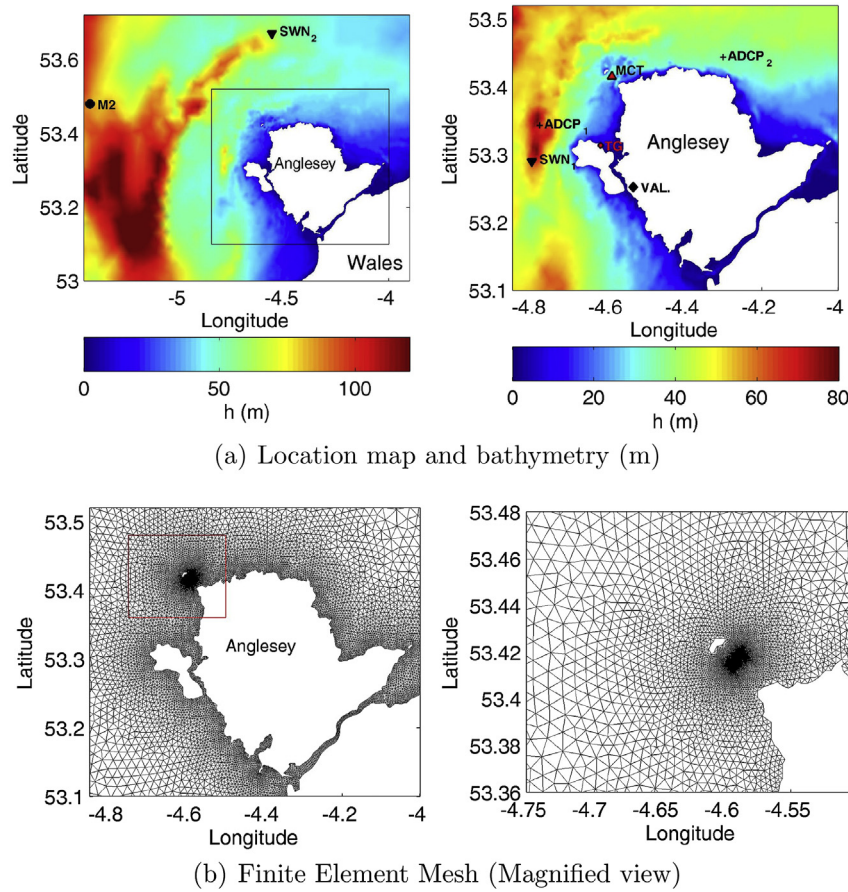 SWN2
53.6
M2
53.4
Latitude
Anglesey
53.2
Wales
53
-5 -4.5 -4
Longitude
0 50 100
h (m)
53.5
+ADCP2
MCT
53.4
Latitude
+ADCP1
TG
Anglesey
53.3
SWN1
VAL.
53.2
53.1
-4.8 -4.6 -4.4 -4.2 -4
Longitude
0 20 40 60 80
h (m)
(a) Location map and bathymetry (m)
53.5
53.4
Latitude
Anglesey
53.3
53.2
53.1
-4.8 -4.6 -4.4 -4.2 -4
Longitude
53.48
53.46
53.44
Latitude
53.42
53.4
53.38
53.36
-4.75 -4.7 -4.65 -4.6 -4.55
Longitude
(b) Finite Element Mesh (Magnified view)